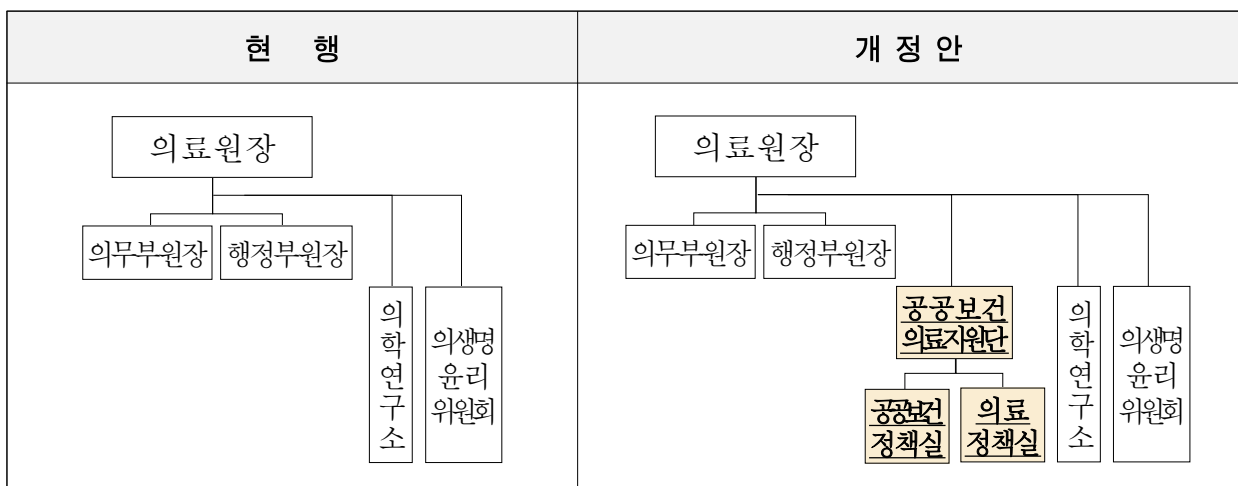 현 행
개 정 안
의료원장
의무부원장
행정부원장
의
학
연
구
소
의생명
윤리
위원회
의료원장
의무부원장
행정부원장
공공보건
의료지원단
공공보건
정책실
의료
정책실
의
학
연
구
소
의생명
윤리
위원회